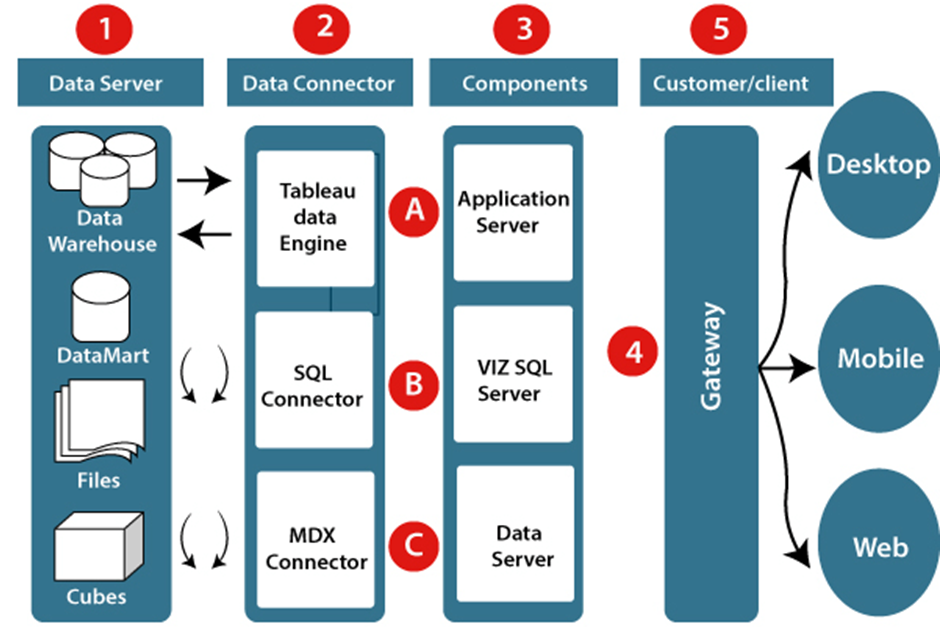 1
2
3
5
Data Server
Data Connector
Components
Customer/client
Data
Warehouse
DataMart
Files
Cubes
Tableau
data
Engine
SQL
Connector
MDX
Connector
A
B
C
Application
Server
VIZ SQL
Server
Data
Server
4
Gateway
Desktop
Mobile
Web